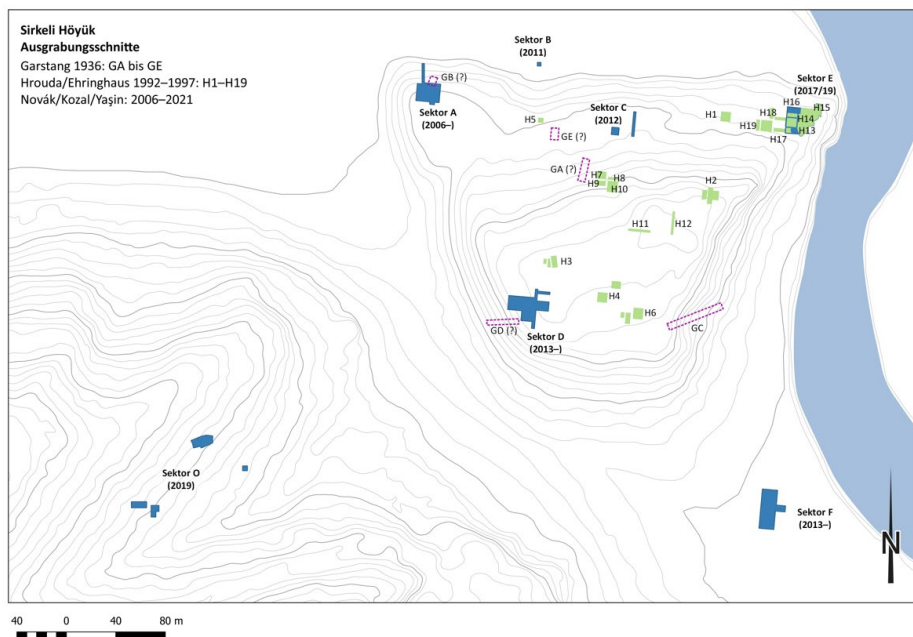 Sirkeli Höyük
Ausgrabungsschnitte
Garstang 1936: GA bis GE
Hrouda/Ehringhaus 1992–1997: H1–H19
Novák/Kozal/Yaşin: 2006–2021
Sektor B
(2011)
GB (?)
Sektor A
(2006–)
Sektor C
(2012)
Sektor E
(2017/19)
H16
H15
H18
H1
H14
H5
H19
H13
H17
GE (?)
GA (?)
H7
H8
H9
H10
H2
H11
H12
H3
H4
H6
GD (?)
GC
Sektor D
(2013–)
Sektor O
(2019)
Sektor F
(2013–)
N
40 0 40 80 m